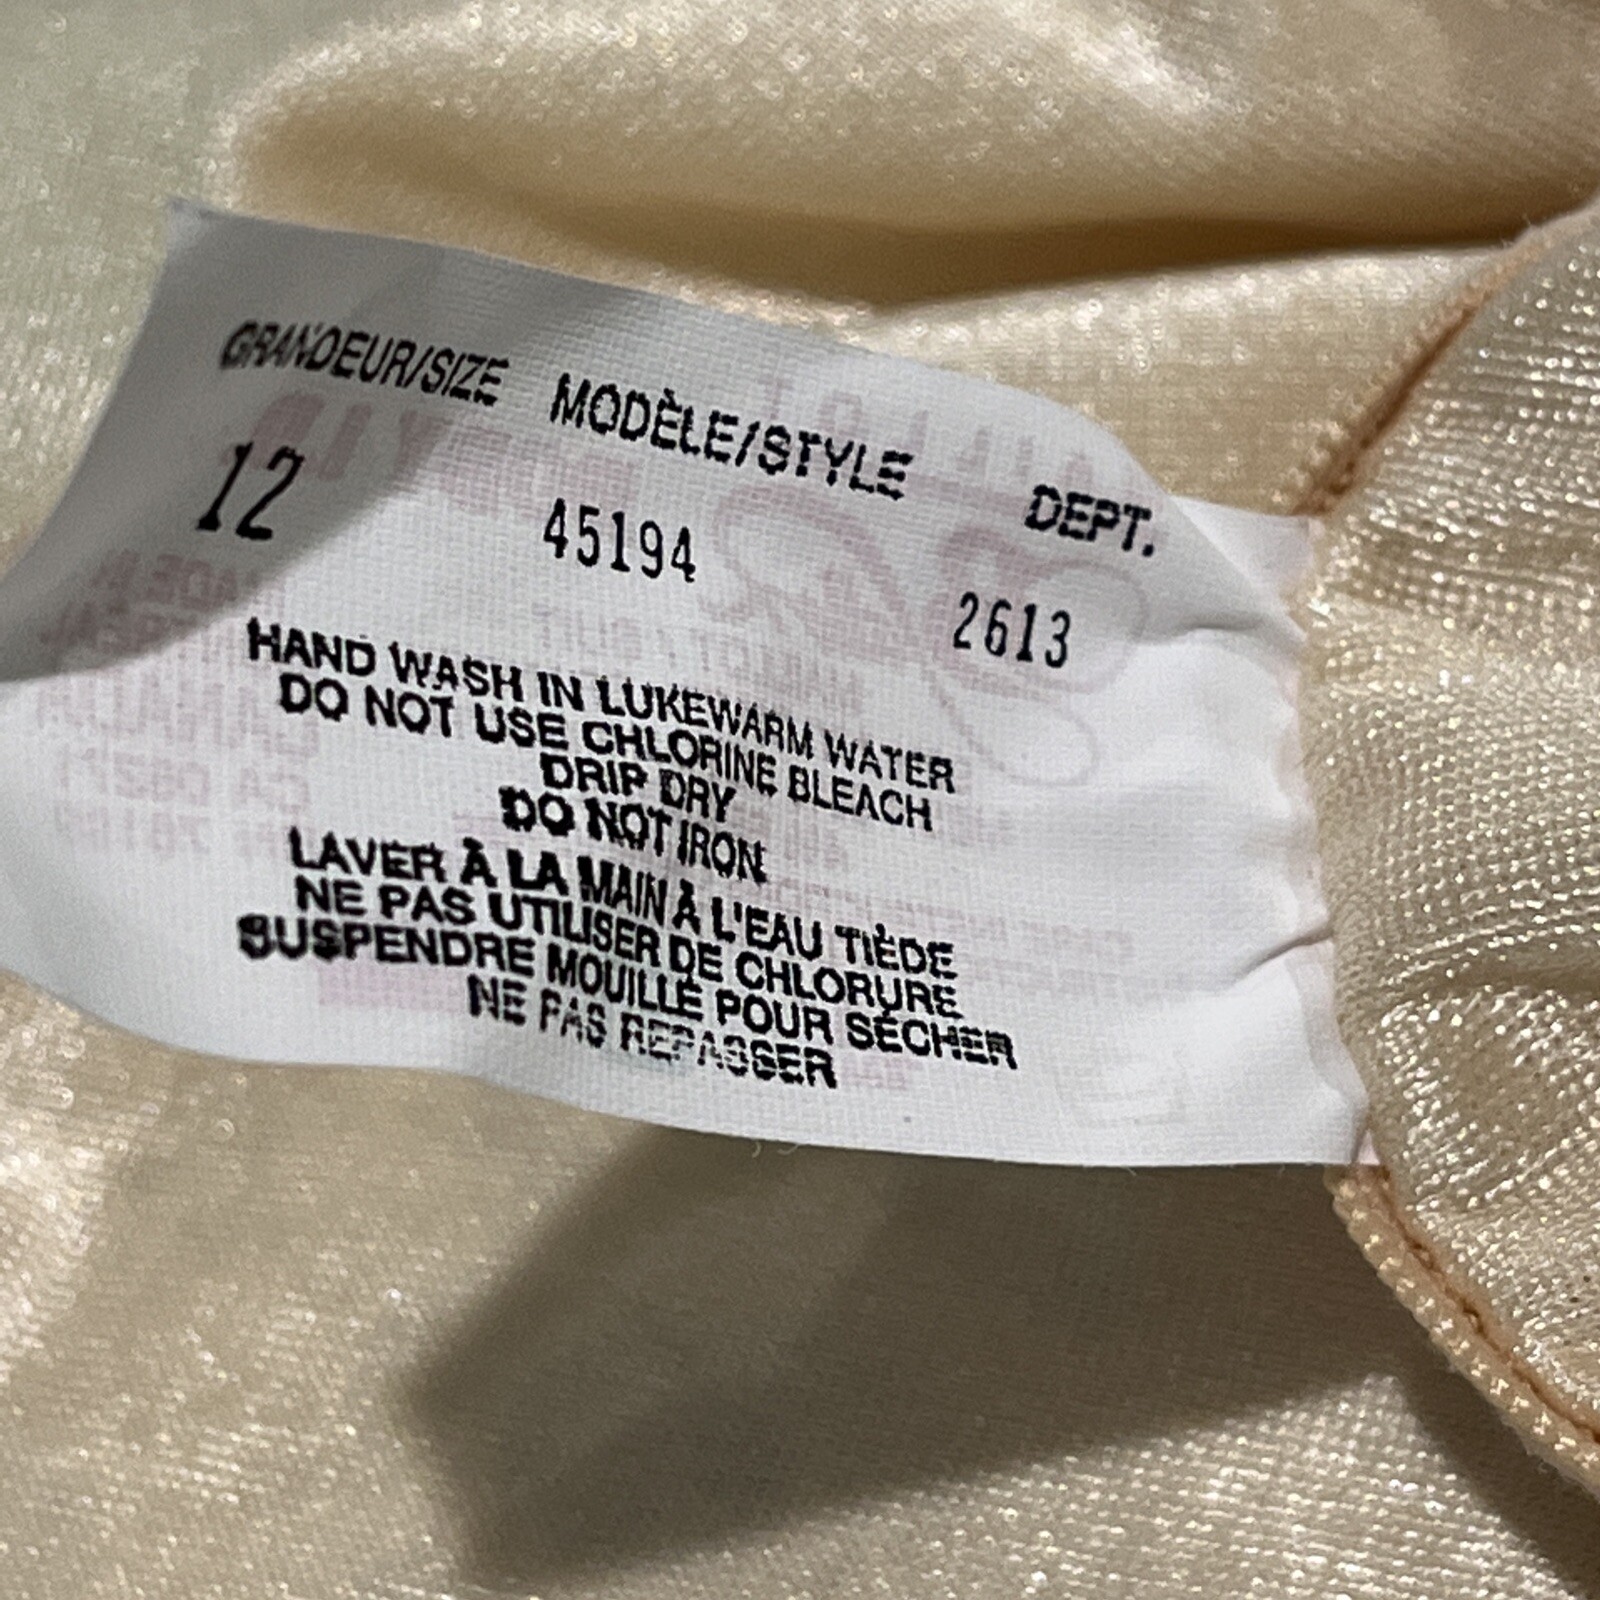 GRANDEUR/SIZE MODÈLE/STYLE DEPT.
12 45194 2613
HAND WASH IN LUKEWARM WATER
DO NOT USE CHLORINE BLEACH
DRIP DRY
DO NOT IRON
LAVER À LA MAIN À L'EAU TIÈDE
NE PAS UTILISER DE CHLORURE
SUSPENDRE MOUILLÉ POUR SÉCHER
NE PAS REPASSER